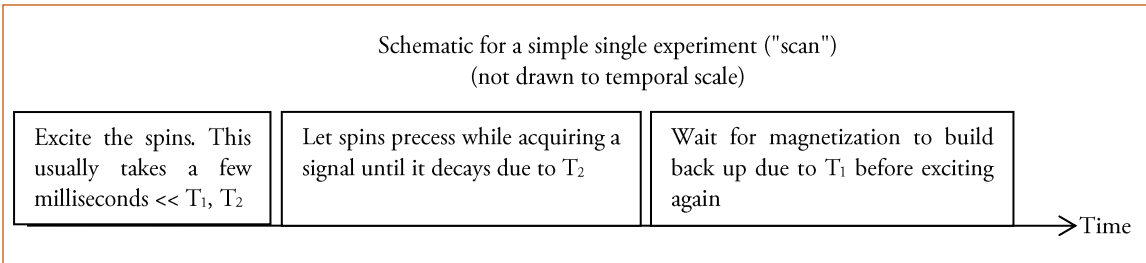 Schematic for a simple single experiment ("scan")
(not drawn to temporal scale)
Excite the spins. This
usually takes a few
milliseconds << T₁, T₂
Let spins precess while acquiring a
signal until it decays due to T₂
Wait for magnetization to build
back up due to T₁ before exciting
again
Time